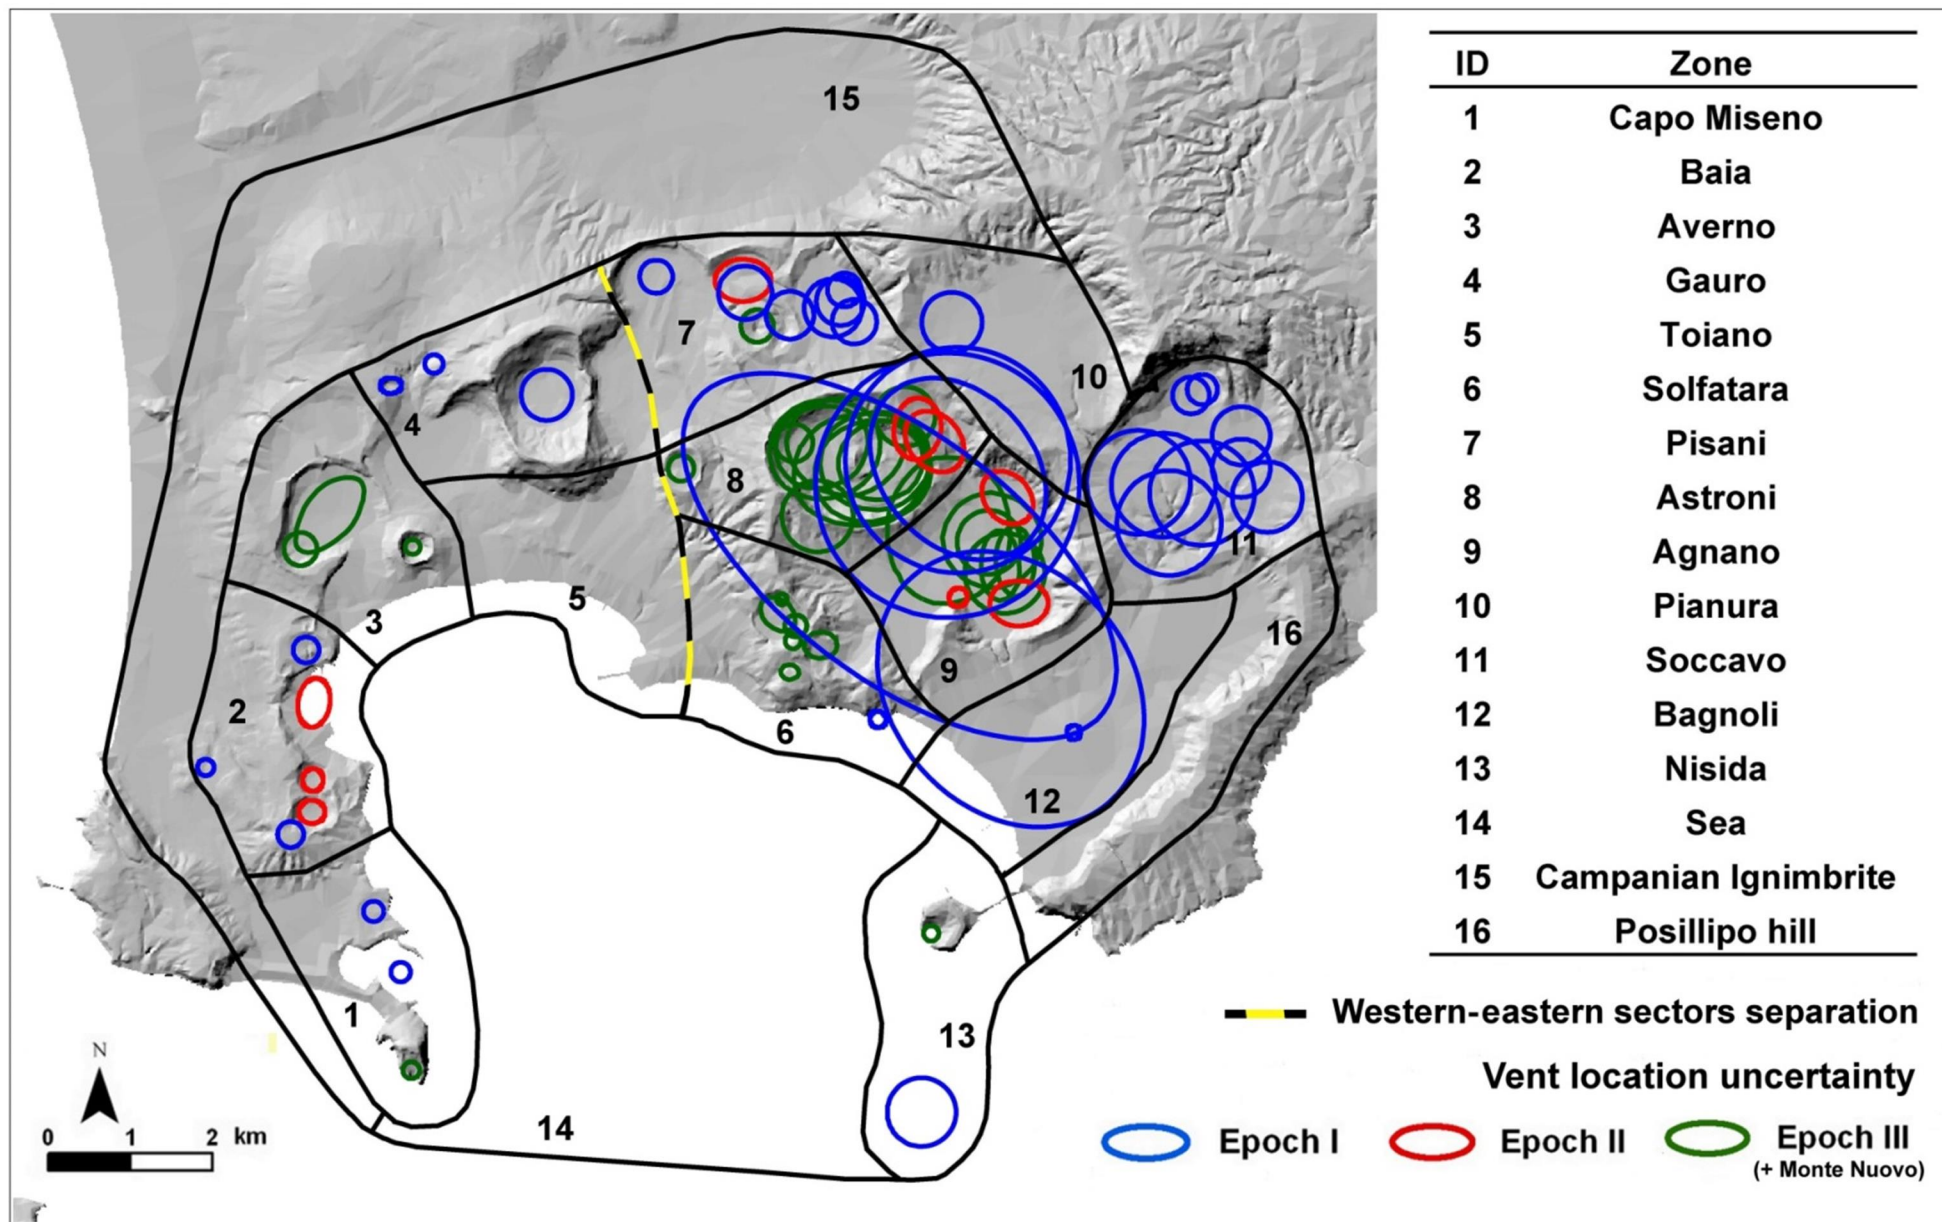 15
7
10
4
8
11
5
3
16
9
2
6
12
1
13
14
N
0 1 2 km
ID Zone
1 Capo Miseno
2 Baia
3 Averno
4 Gauro
5 Toiano
6 Solfatara
7 Pisani
8 Astroni
9 Agnano
10 Pianura
11 Soccavo
12 Bagnoli
13 Nisida
14 Sea
15 Campanian Ignimbrite
16 Posillipo hill
Western-eastern sectors separation
Vent location uncertainty
Epoch I Epoch II Epoch III
(+ Monte Nuovo)